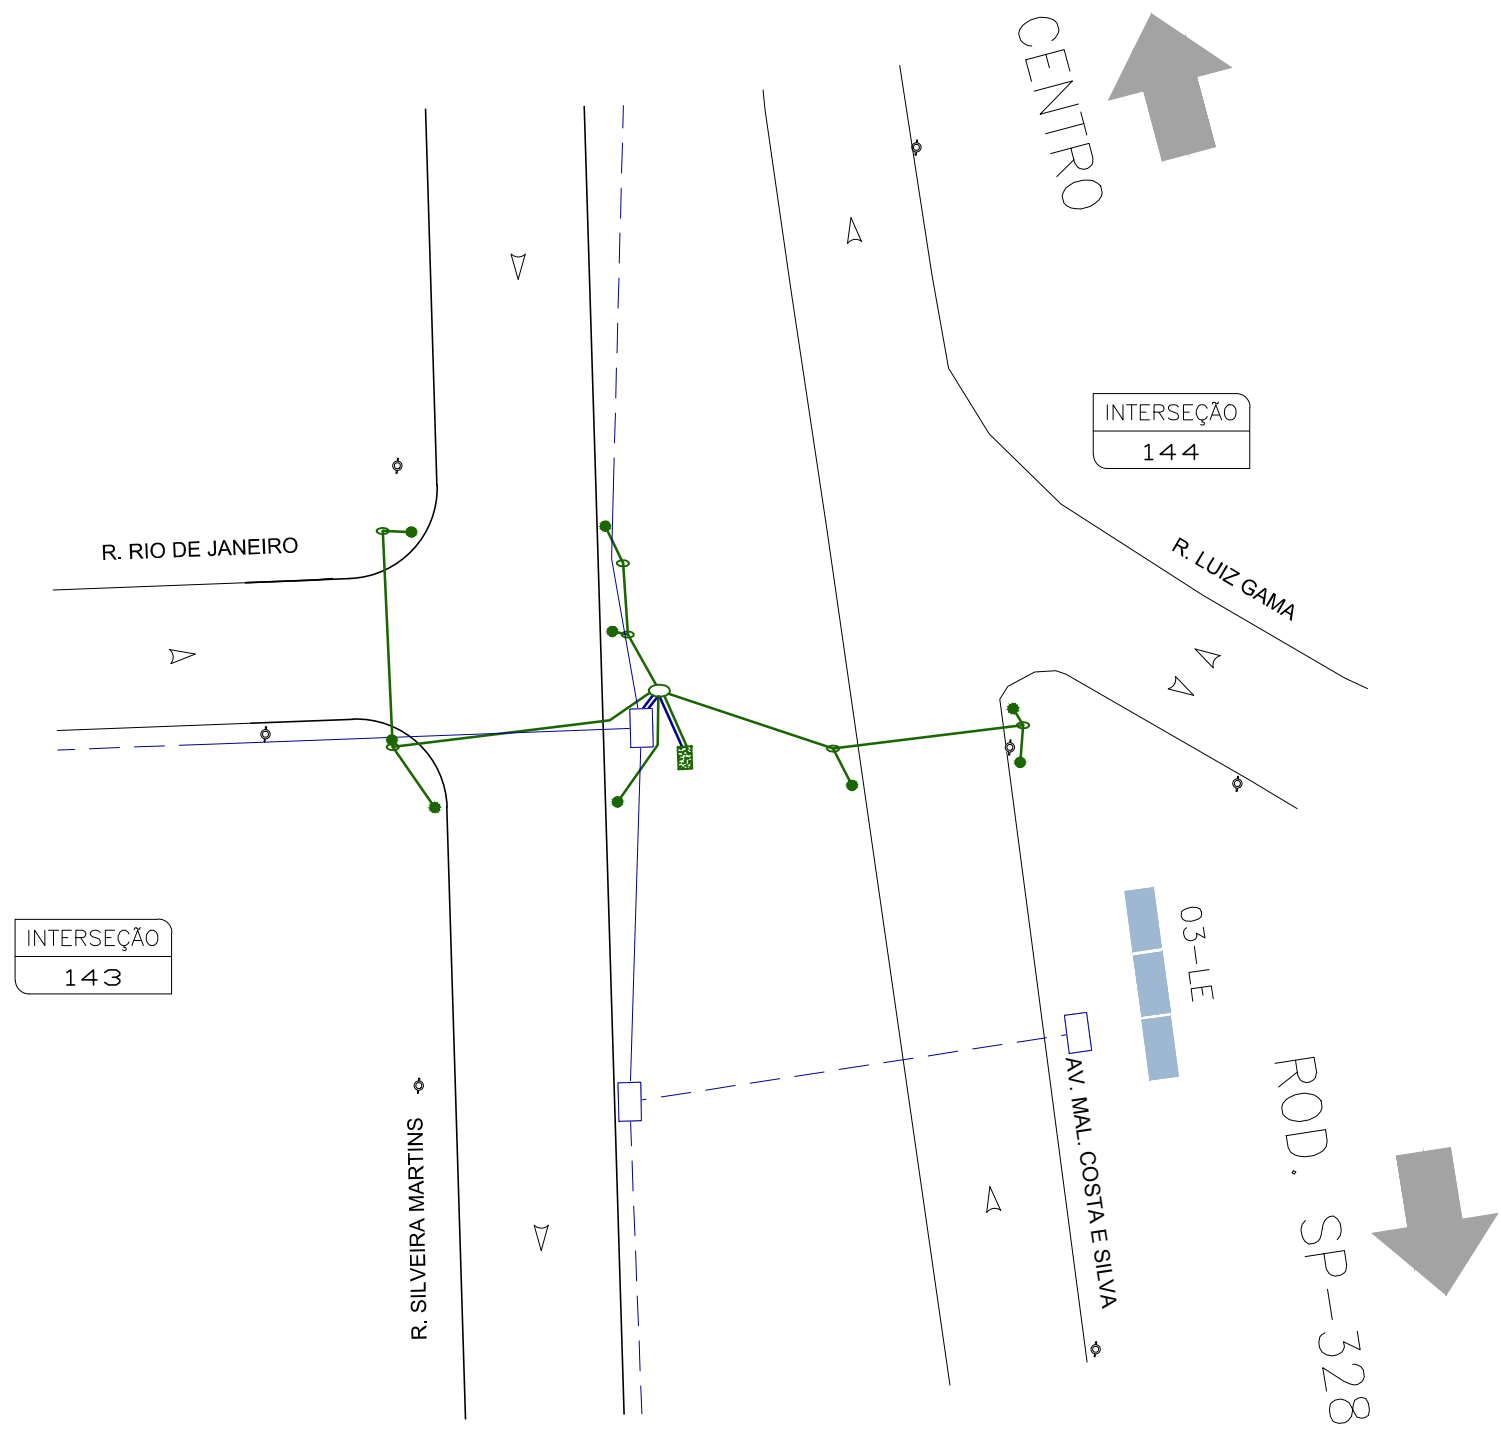 CENTRO
INTERSEÇÃO
144
R. RIO DE JANEIRO
R. LUIZ GAMA
INTERSEÇÃO
143
03-LE
R. SILVEIRA MARTINS
AV. MAL. COSTA E SILVA
ROD. SP-328